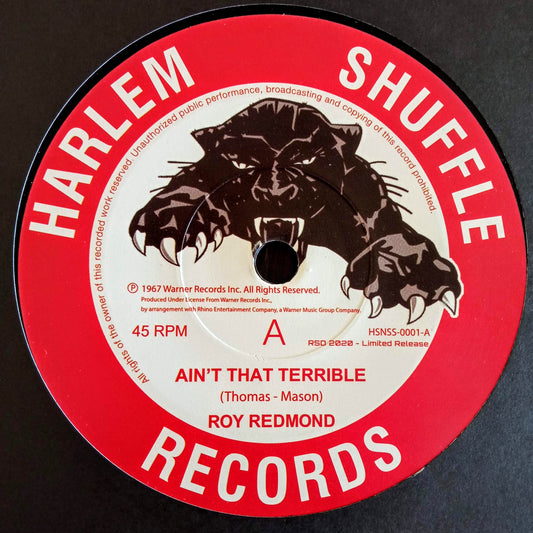 HARLEM SHUFFLE
All rights of the owner of this recorded work reserved. Unauthorized public performance, broadcasting and copying of this record prohibited.
℗ 1967 Warner Records Inc. All Rights Reserved.
Produced Under License From Warner Records Inc.,
by arrangement with Rhino Entertainment Company, a Warner Music Group Company.
45 RPM
A
HSNSS-0001-A
RSD 2020 - Limited Release
AIN'T THAT TERRIBLE
(Thomas - Mason)
ROY REDMOND
RECORDS